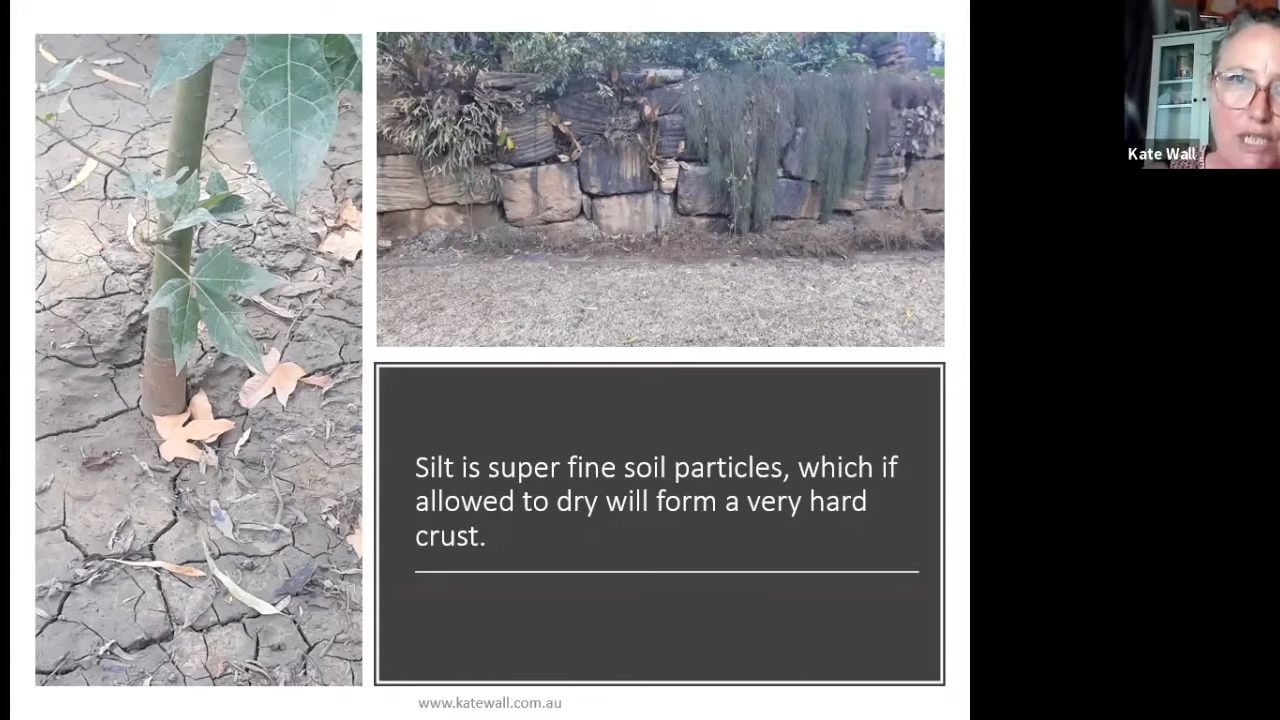 Kate Wall
Silt is super fine soil particles, which if
allowed to dry will form a very hard
crust.
www.katewall.com.au